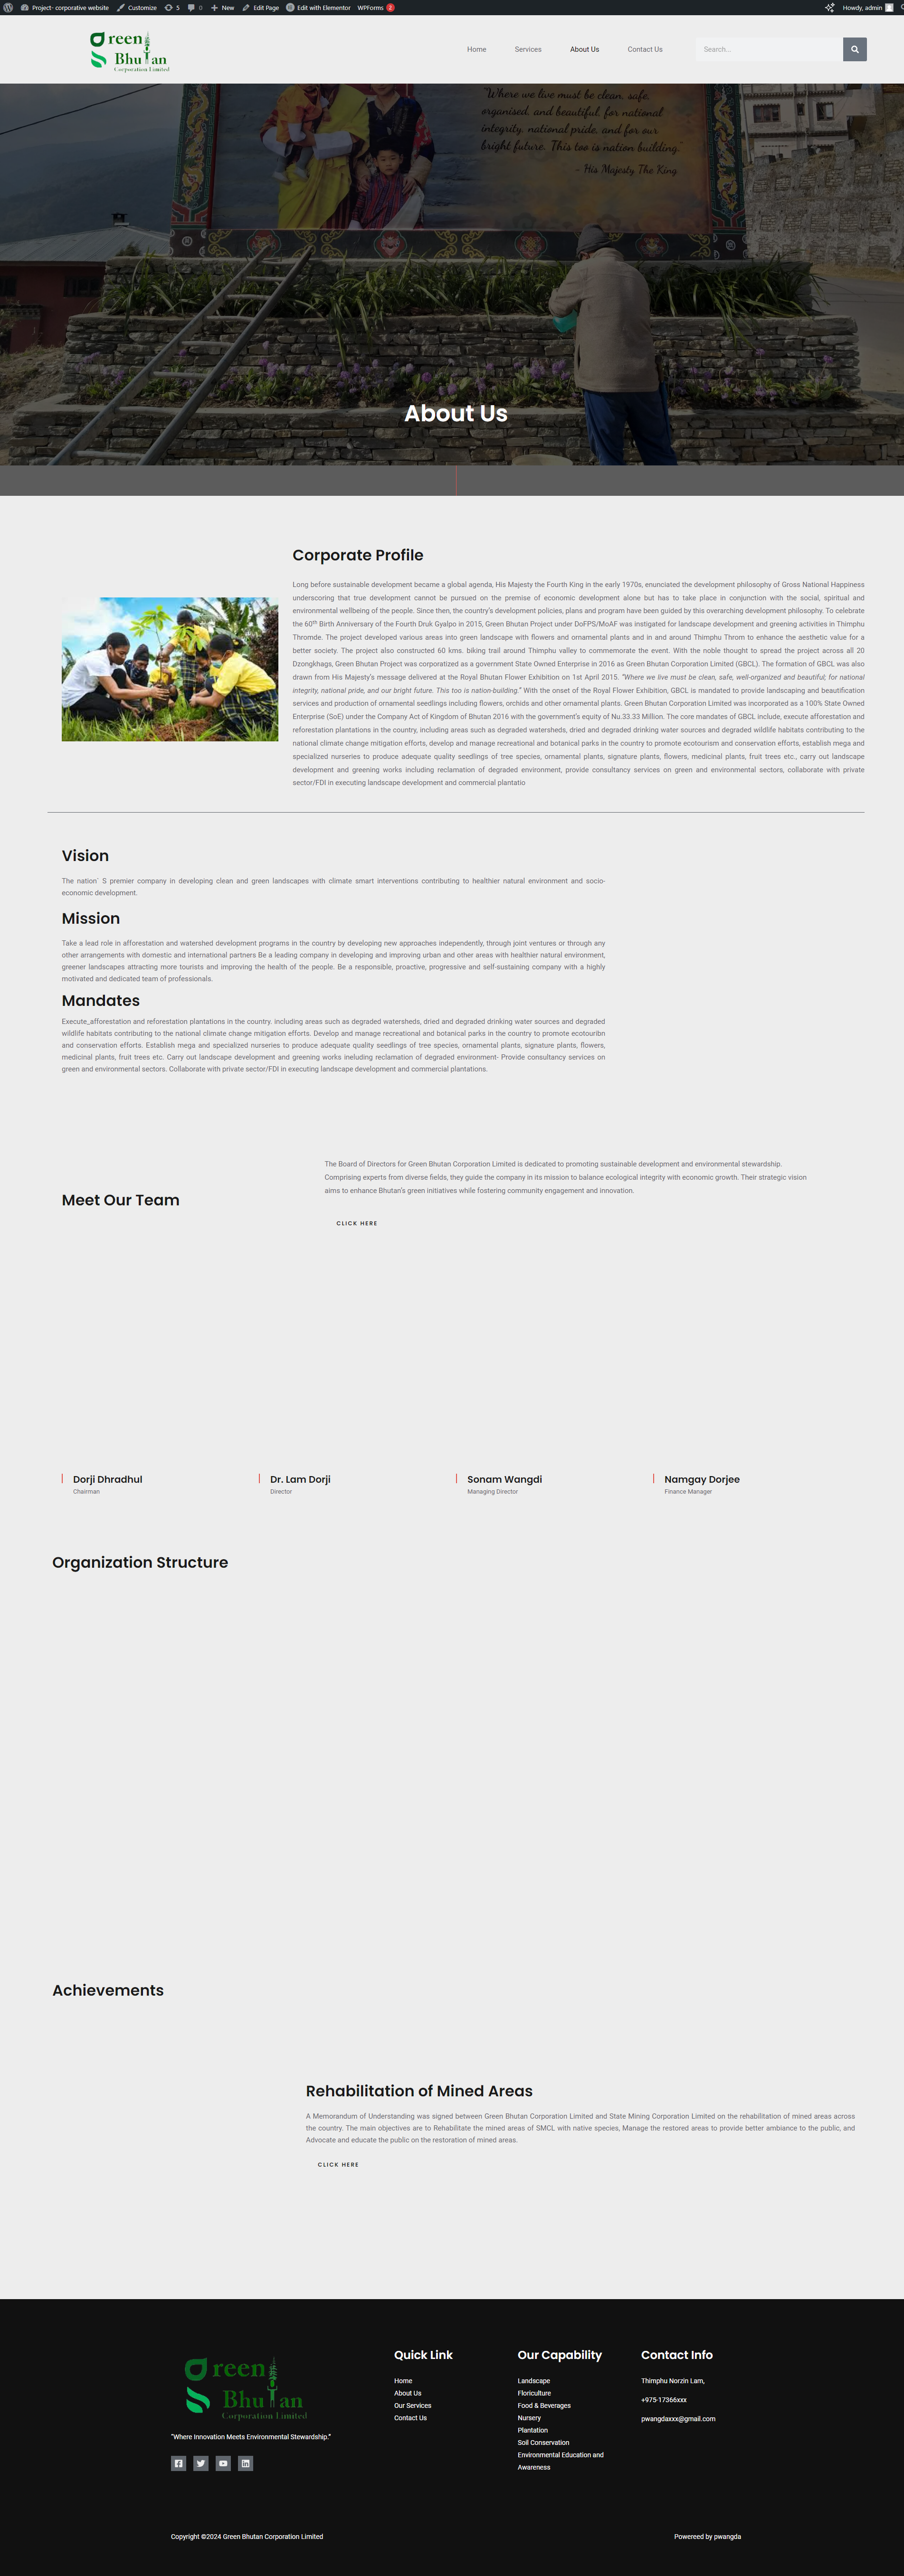 Project- corporative website Customize 5 0 New Edit Page Edit with Elementor WPForms 2 Howdy, admin
Green
Bhutan
Corporation Limited
Home Services About Us Contact Us Search...
"Where we live must be clean, safe,
organised, and beautiful, for national
integrity, national pride, and for our
bright future. This too is nation building."
- His Majesty The King
About Us
Corporate Profile
Long before sustainable development became a global agenda, His Majesty the Fourth King in the early 1970s, enunciated the development philosophy of Gross National Happiness
underscoring that true development cannot be pursued on the premise of economic development alone but has to take place in conjunction with the social, spiritual and
environmental wellbeing of the people. Since then, the country's development policies, plans and program have been guided by this overarching development philosophy. To celebrate
the 60th Birth Anniversary of the Fourth Druk Gyalpo in 2015, Green Bhutan Project under DoFPS/MoAF was instigated for landscape development and greening activities in Thimphu
Thromde. The project developed various areas into green landscape with flowers and ornamental plants and in and around Thimphu Throm to enhance the aesthetic value for a
better society. The project also constructed 60 kms. biking trail around Thimphu valley to commemorate the event. With the noble thought to spread the project across all 20
Dzongkhags, Green Bhutan Project was corporatized as a government State Owned Enterprise in 2016 as Green Bhutan Corporation Limited (GBCL). The formation of GBCL was also
drawn from His Majesty's message delivered at the Royal Bhutan Flower Exhibition on 1st April 2015. "Where we live must be clean, safe, well-organized and beautiful; for national
integrity, national pride, and our bright future. This too is nation-building." With the onset of the Royal Flower Exhibition, GBCL is mandated to provide landscaping and beautification
services and production of ornamental seedlings including flowers, orchids and other ornamental plants. Green Bhutan Corporation Limited was incorporated as a 100% State Owned
Enterprise (SoE) under the Company Act of Kingdom of Bhutan 2016 with the government's equity of Nu.33.33 Million. The core mandates of GBCL include, execute afforestation and
reforestation plantations in the country, including areas such as degraded watersheds, dried and degraded drinking water sources and degraded wildlife habitats contributing to the
national climate change mitigation efforts, develop and manage recreational and botanical parks in the country to promote ecotourism and conservation efforts, establish mega and
specialized nurseries to produce adequate quality seedlings of tree species, ornamental plants, signature plants, flowers, medicinal plants, fruit trees etc., carry out landscape
development and greening works including reclamation of degraded environment, provide consultancy services on green and environmental sectors, collaborate with private
sector/FDI in executing landscape development and commercial plantatio
Vision
The nation` S premier company in developing clean and green landscapes with climate smart interventions contributing to healthier natural environment and socio-
economic development.
Mission
Take a lead role in afforestation and watershed development programs in the country by developing new approaches independently, through joint ventures or through any
other arrangements with domestic and international partners Be a leading company in developing and improving urban and other areas with healthier natural environment,
greener landscapes attracting more tourists and improving the health of the people. Be a responsible, proactive, progressive and self-sustaining company with a highly
motivated and dedicated team of professionals.
Mandates
Execute_afforestation and reforestation plantations in the country. including areas such as degraded watersheds, dried and degraded drinking water sources and degraded
wildlife habitats contributing to the national climate change mitigation efforts. Develop and manage recreational and botanical parks in the country to promote ecotouribn
and conservation efforts. Establish mega and specialized nurseries to produce adequate quality seedlings of tree species, ornamental plants, signature plants, flowers,
medicinal plants, fruit trees etc. Carry out landscape development and greening works including reclamation of degraded environment- Provide consultancy services on
green and environmental sectors. Collaborate with private sector/FDI in executing landscape development and commercial plantations.
The Board of Directors for Green Bhutan Corporation Limited is dedicated to promoting sustainable development and environmental stewardship.
Comprising experts from diverse fields, they guide the company in its mission to balance ecological integrity with economic growth. Their strategic vision
aims to enhance Bhutan's green initiatives while fostering community engagement and innovation.
Meet Our Team
CLICK HERE
Dorji Dhradhul
Chairman
Dr. Lam Dorji
Director
Sonam Wangdi
Managing Director
Namgay Dorjee
Finance Manager
Organization Structure
Achievements
Rehabilitation of Mined Areas
A Memorandum of Understanding was signed between Green Bhutan Corporation Limited and State Mining Corporation Limited on the rehabilitation of mined areas across
the country. The main objectives are to Rehabilitate the mined areas of SMCL with native species, Manage the restored areas to provide better ambiance to the public, and
Advocate and educate the public on the restoration of mined areas.
CLICK HERE
Green
Bhutan
Corporation Limited
"Where Innovation Meets Environmental Stewardship."
Quick Link
Home
About Us
Our Services
Contact Us
Our Capability
Landscape
Floriculture
Food & Beverages
Nursery
Plantation
Soil Conservation
Environmental Education and
Awareness
Contact Info
Thimphu Norzin Lam,
+975-17366xxx
pwangdaxxx@gmail.com
Copyright ©2024 Green Bhutan Corporation Limited
Powereed by pwangda